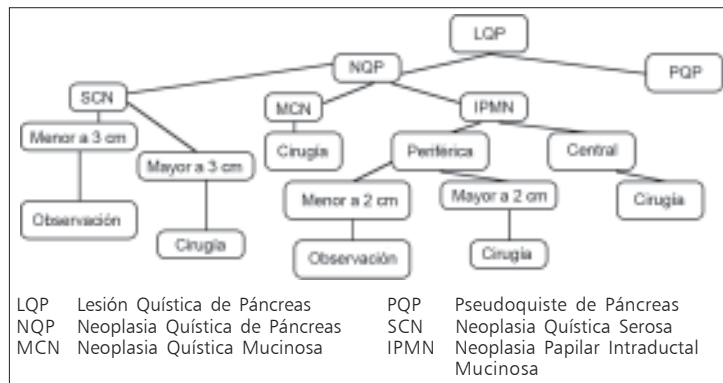 LQP
NQP
PQP
SCN
MCN
IPMN
Menor a 3 cm
Cirugía
Periférica
Central
Mayor a 3 cm
Menor a 2 cm
Mayor a 2 cm
Cirugía
Observación
Cirugía
Observación
Cirugía
LQP Lesión Quística de Páncreas
PQP Pseudoquiste de Páncreas
NQP Neoplasia Quística de Páncreas
SCN Neoplasia Quística Serosa
MCN Neoplasia Quística Mucinosa
IPMN Neoplasia Papilar Intraductal
Mucinosa